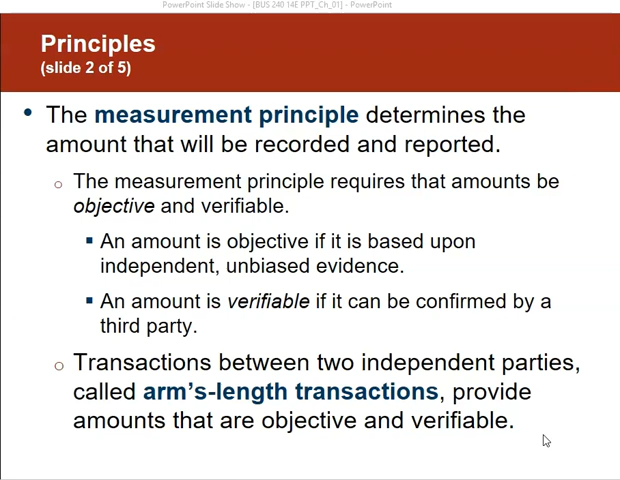 PowerPoint Slide Show - [BUS 240 14E PPT_Ch_01] - PowerPoint
Principles
(slide 2 of 5)
• The measurement principle determines the
amount that will be recorded and reported.
o The measurement principle requires that amounts be
objective and verifiable.
▪ An amount is objective if it is based upon
independent, unbiased evidence.
▪ An amount is verifiable if it can be confirmed by a
third party.
o Transactions between two independent parties,
called arm's-length transactions, provide
amounts that are objective and verifiable.